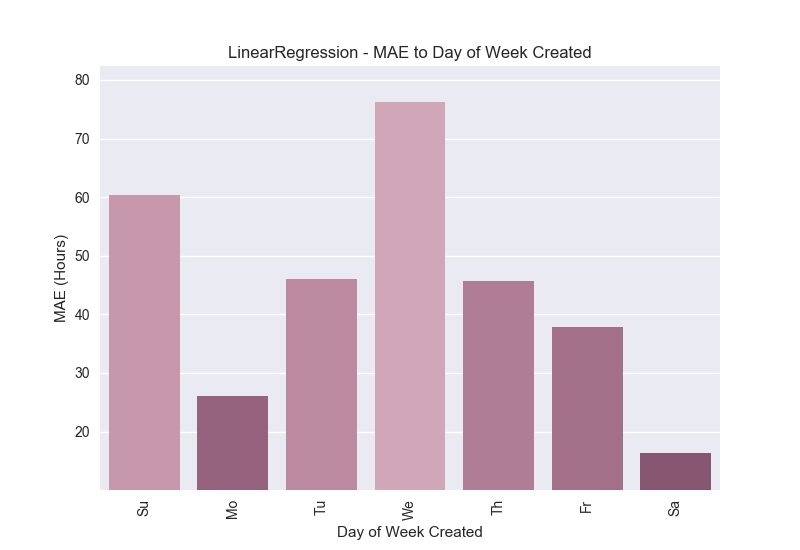 LinearRegression - MAE to Day of Week Created
80
70
60
50
40
30
20
MAE (Hours)
Su Mo Tu We Th Fr Sa
Day of Week Created